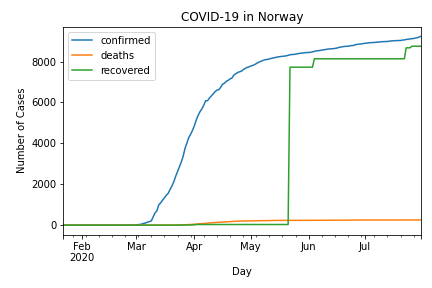 COVID-19 in Norway
confirmed
deaths
recovered
Number of Cases
8000
6000
4000
2000
0
Feb Mar Apr May Jun Jul
2020
Day